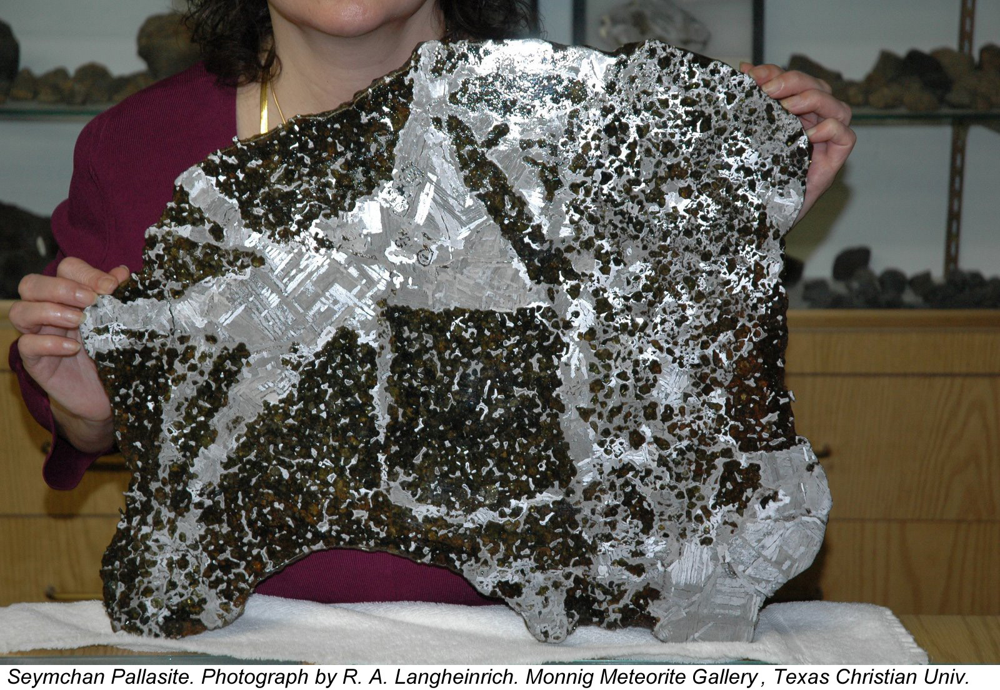 Seymchan Pallasite. Photograph by R. A. Langheinrich. Monnig Meteorite Gallery, Texas Christian Univ.